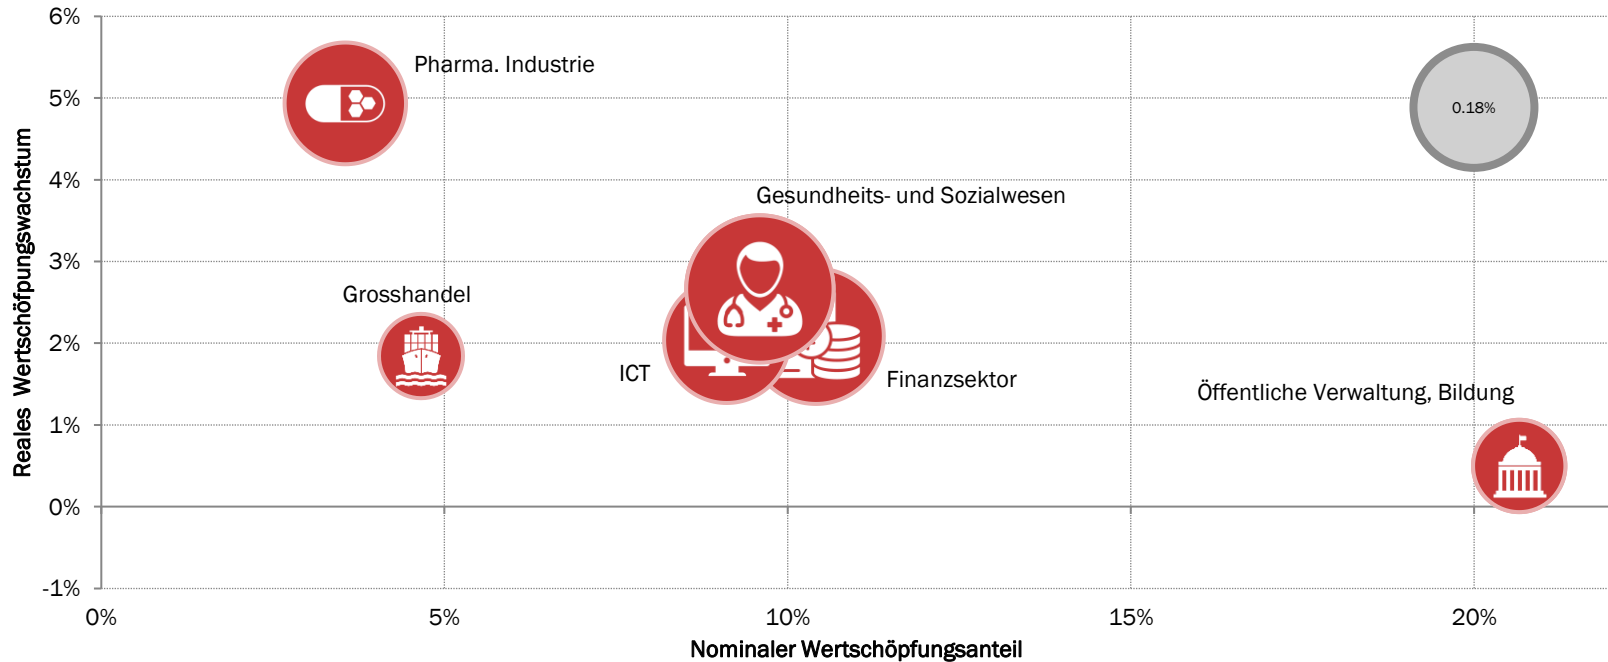 6%
Pharma. Industrie
5%
0.18%
4%
Gesundheits- und Sozialwesen
3%
Grosshandel
2%
ICT
Finanzsektor
Öffentliche Verwaltung, Bildung
1%
0%
-1%
Reales Wertschöfpungswachstum
0%
5%
10%
15%
20%
Nominaler Wertschöpfungsanteil